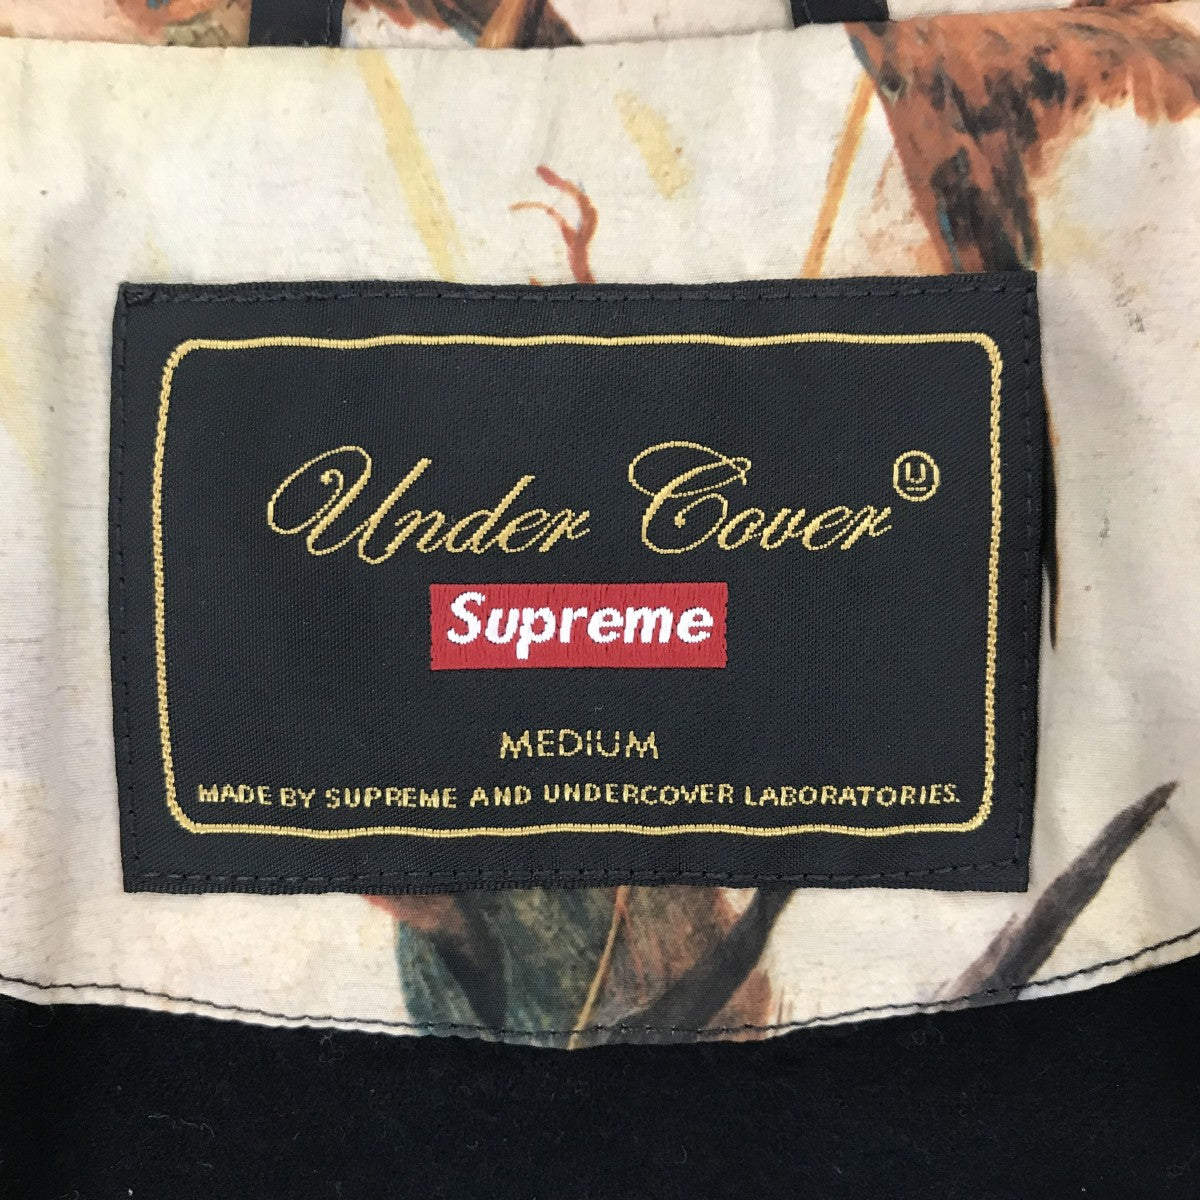 Under Cover U
Supreme
MEDIUM
MADE BY SUPREME AND UNDERCOVER LABORATORIES.